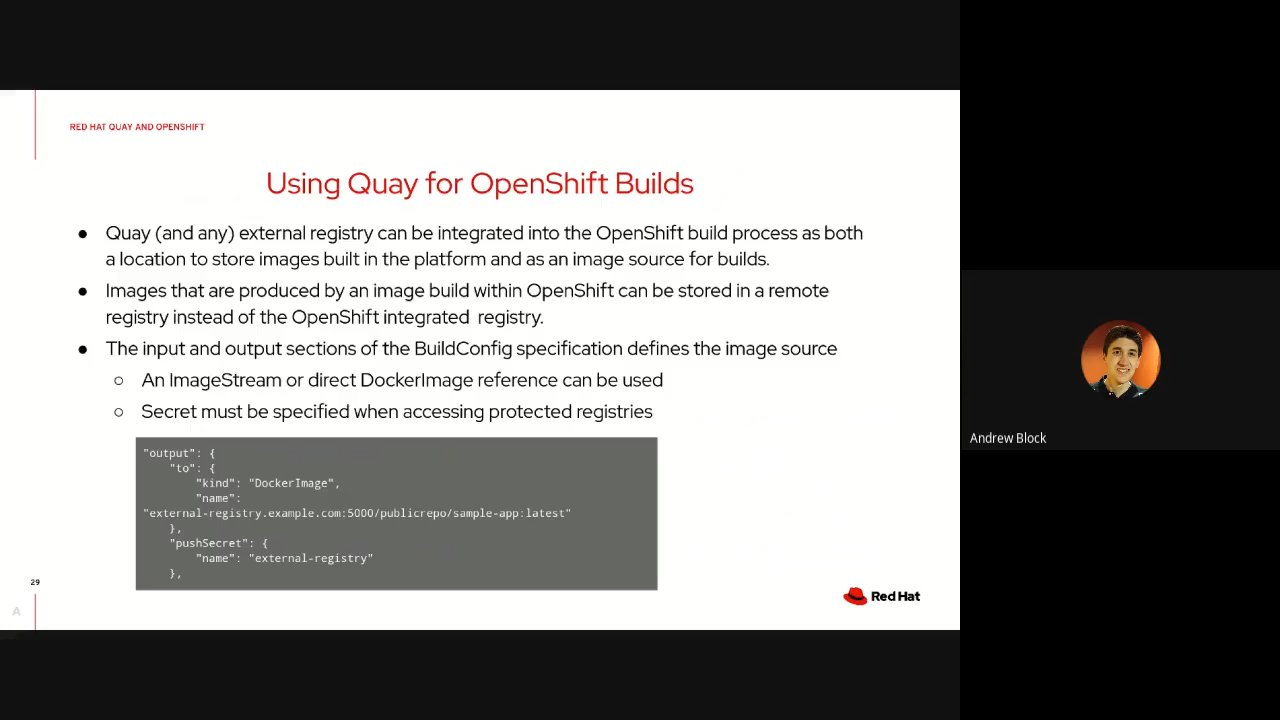 RED HAT QUAY AND OPENSHIFT
Using Quay for OpenShift Builds
● Quay (and any) external registry can be integrated into the OpenShift build process as both
a location to store images built in the platform and as an image source for builds.
● Images that are produced by an image build within OpenShift can be stored in a remote
registry instead of the OpenShift integrated registry.
● The input and output sections of the BuildConfig specification defines the image source
○ An ImageStream or direct DockerImage reference can be used
○ Secret must be specified when accessing protected registries
"output": {
"to": {
"kind": "DockerImage",
"name":
"external-registry.example.com:5000/publicrepo/sample-app:latest"
},
"pushSecret": {
"name": "external-registry"
},
29
A
Red Hat
Andrew Block